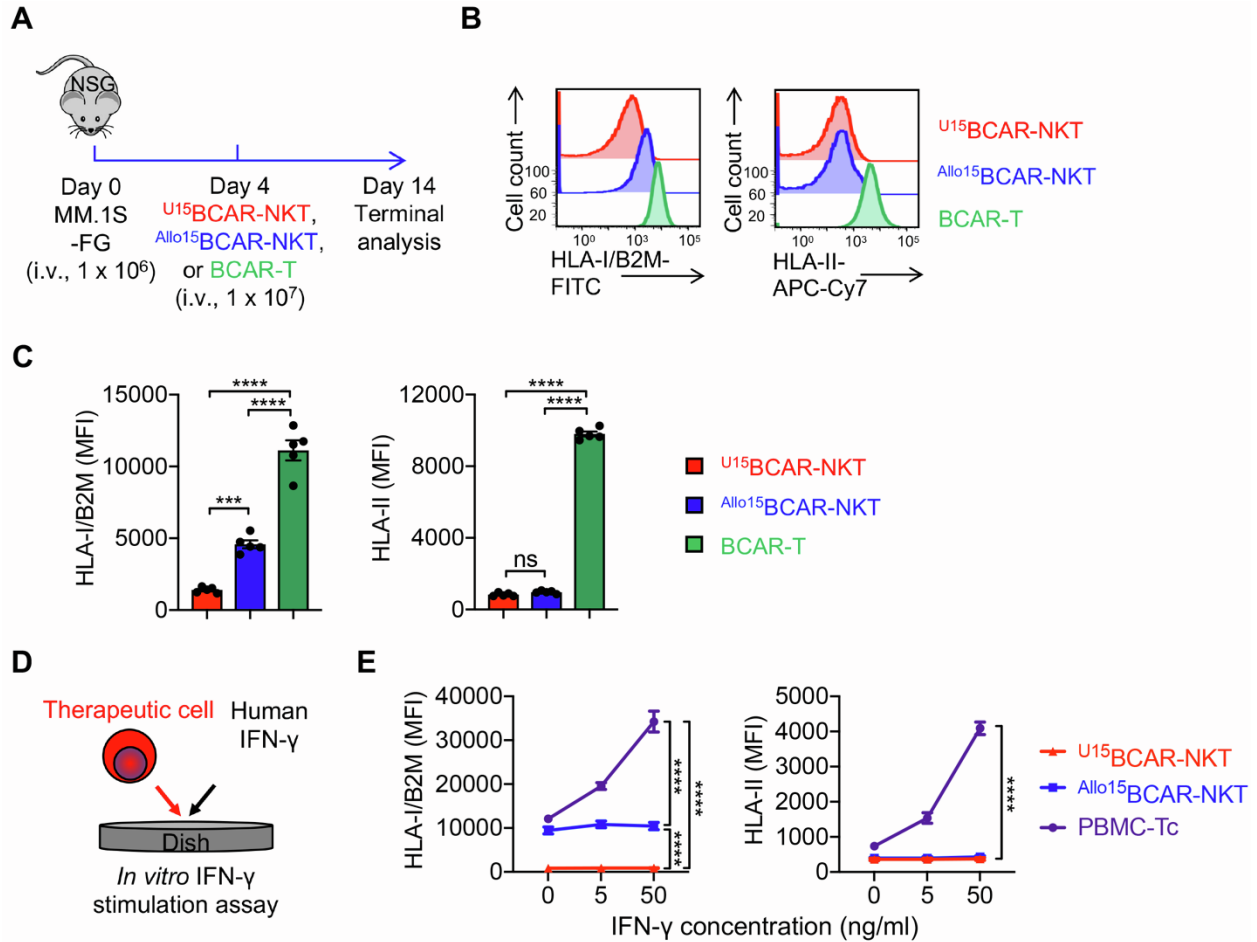 A
NSG
Day 0
MM.1S
-FG
(i.v., 1 x 10⁶)
Day 4
ᵁ¹⁵BCAR-NKT,
ᴬˡˡᵒ¹⁵BCAR-NKT,
or BCAR-T
(i.v., 1 x 10⁷)
Day 14
Terminal
analysis
B
Cell count
100
60
20
10⁰ 10³ 10⁵
HLA-I/B2M-
FITC
Cell count
100
60
20
10⁰ 10³ 10⁵
HLA-II-
APC-Cy7
ᵁ¹⁵BCAR-NKT
ᴬˡˡᵒ¹⁵BCAR-NKT
BCAR-T
C
HLA-I/B2M (MFI)
15000
10000
5000
0
****
****
***
HLA-II (MFI)
12000
8000
4000
0
****
****
ns
ᵁ¹⁵BCAR-NKT
ᴬˡˡᵒ¹⁵BCAR-NKT
BCAR-T
D
Therapeutic cell
Human
IFN-γ
Dish
In vitro IFN-γ
stimulation assay
E
HLA-I/B2M (MFI)
40000
30000
20000
10000
0
0 5 50
****
****
****
HLA-II (MFI)
5000
4000
3000
2000
1000
0
0 5 50
****
IFN-γ concentration (ng/ml)
ᵁ¹⁵BCAR-NKT
ᴬˡˡᵒ¹⁵BCAR-NKT
PBMC-Tc